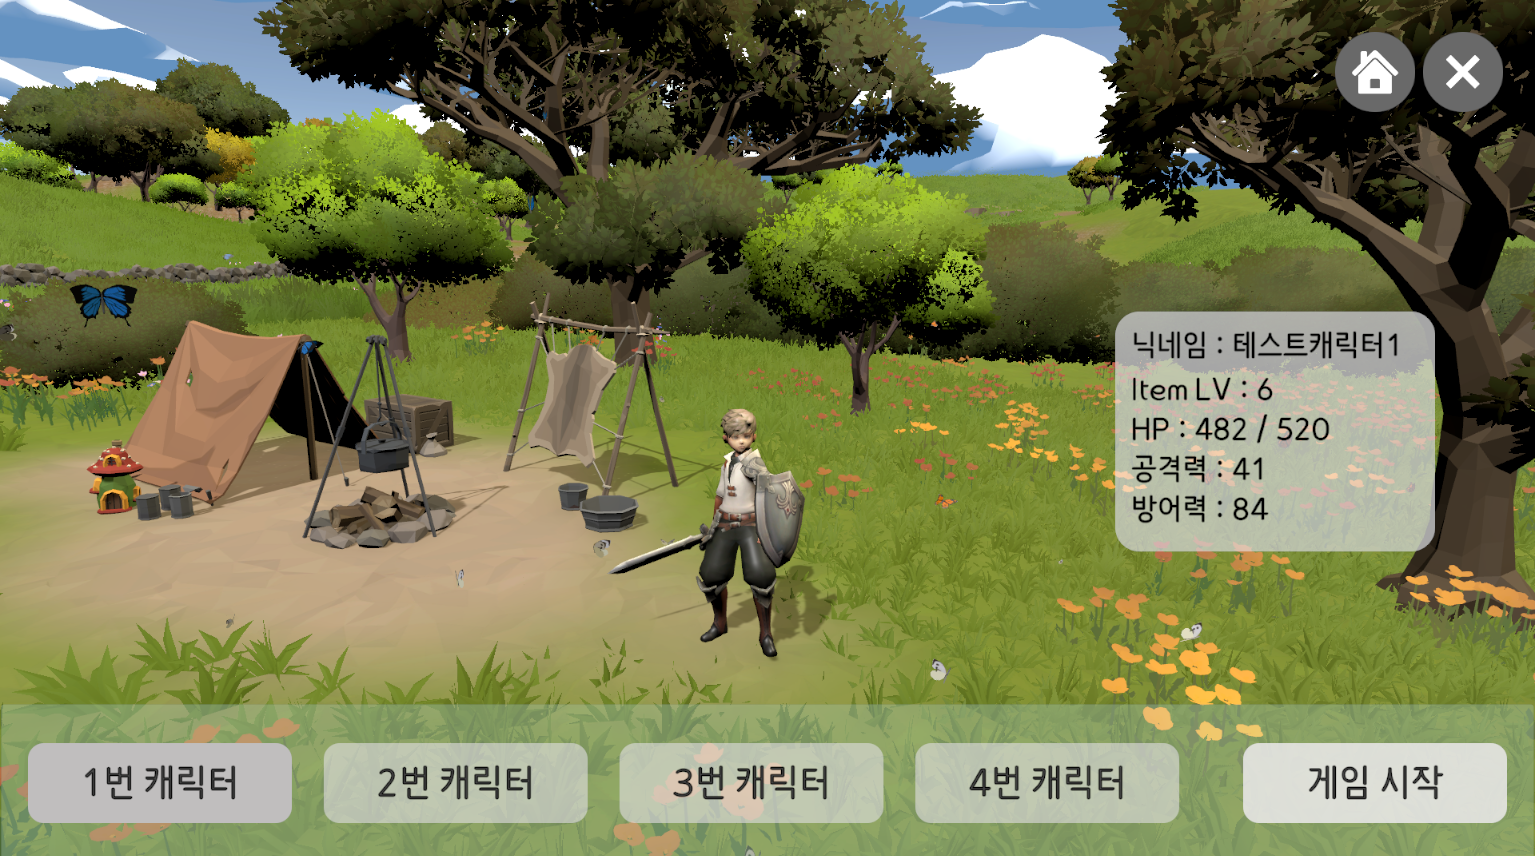 닉네임 : 테스트캐릭터1
Item LV : 6
HP : 482 / 520
공격력 : 41
방어력 : 84
1번 캐릭터
2번 캐릭터
3번 캐릭터
4번 캐릭터
게임 시작